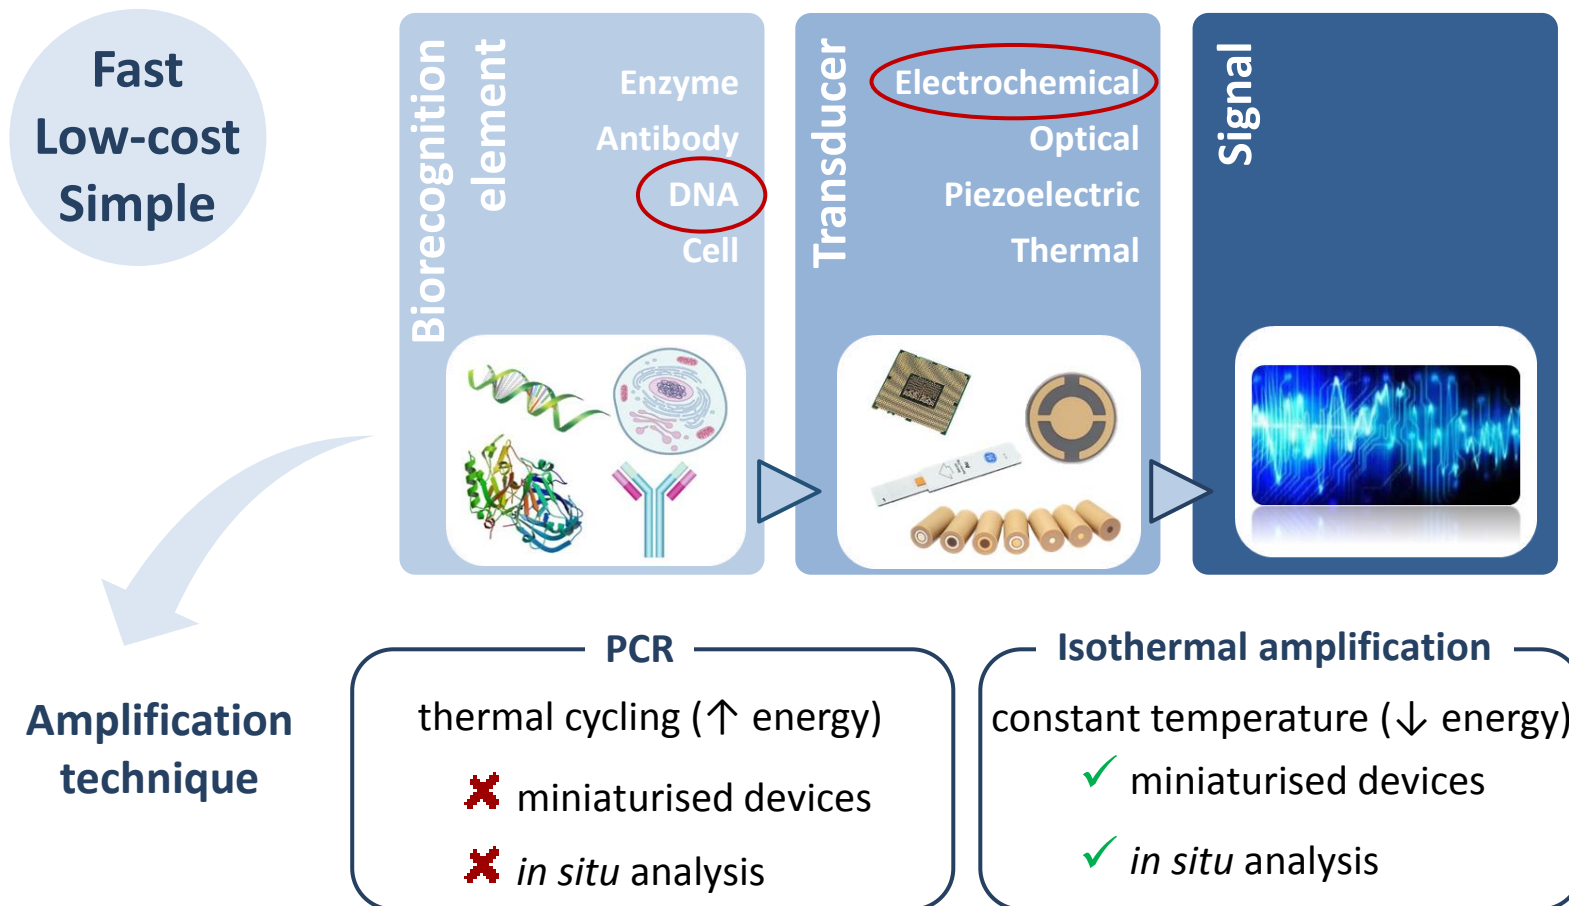 Fast
Low-cost
Simple
Biorecognition
element
Enzyme
Antibody
DNA
Cell
Transducer
Electrochemical
Optical
Piezoelectric
Thermal
Signal
Amplification
technique
PCR
thermal cycling (↑ energy)
✘ miniaturised devices
✘ in situ analysis
Isothermal amplification
constant temperature (↓ energy)
✓ miniaturised devices
✓ in situ analysis